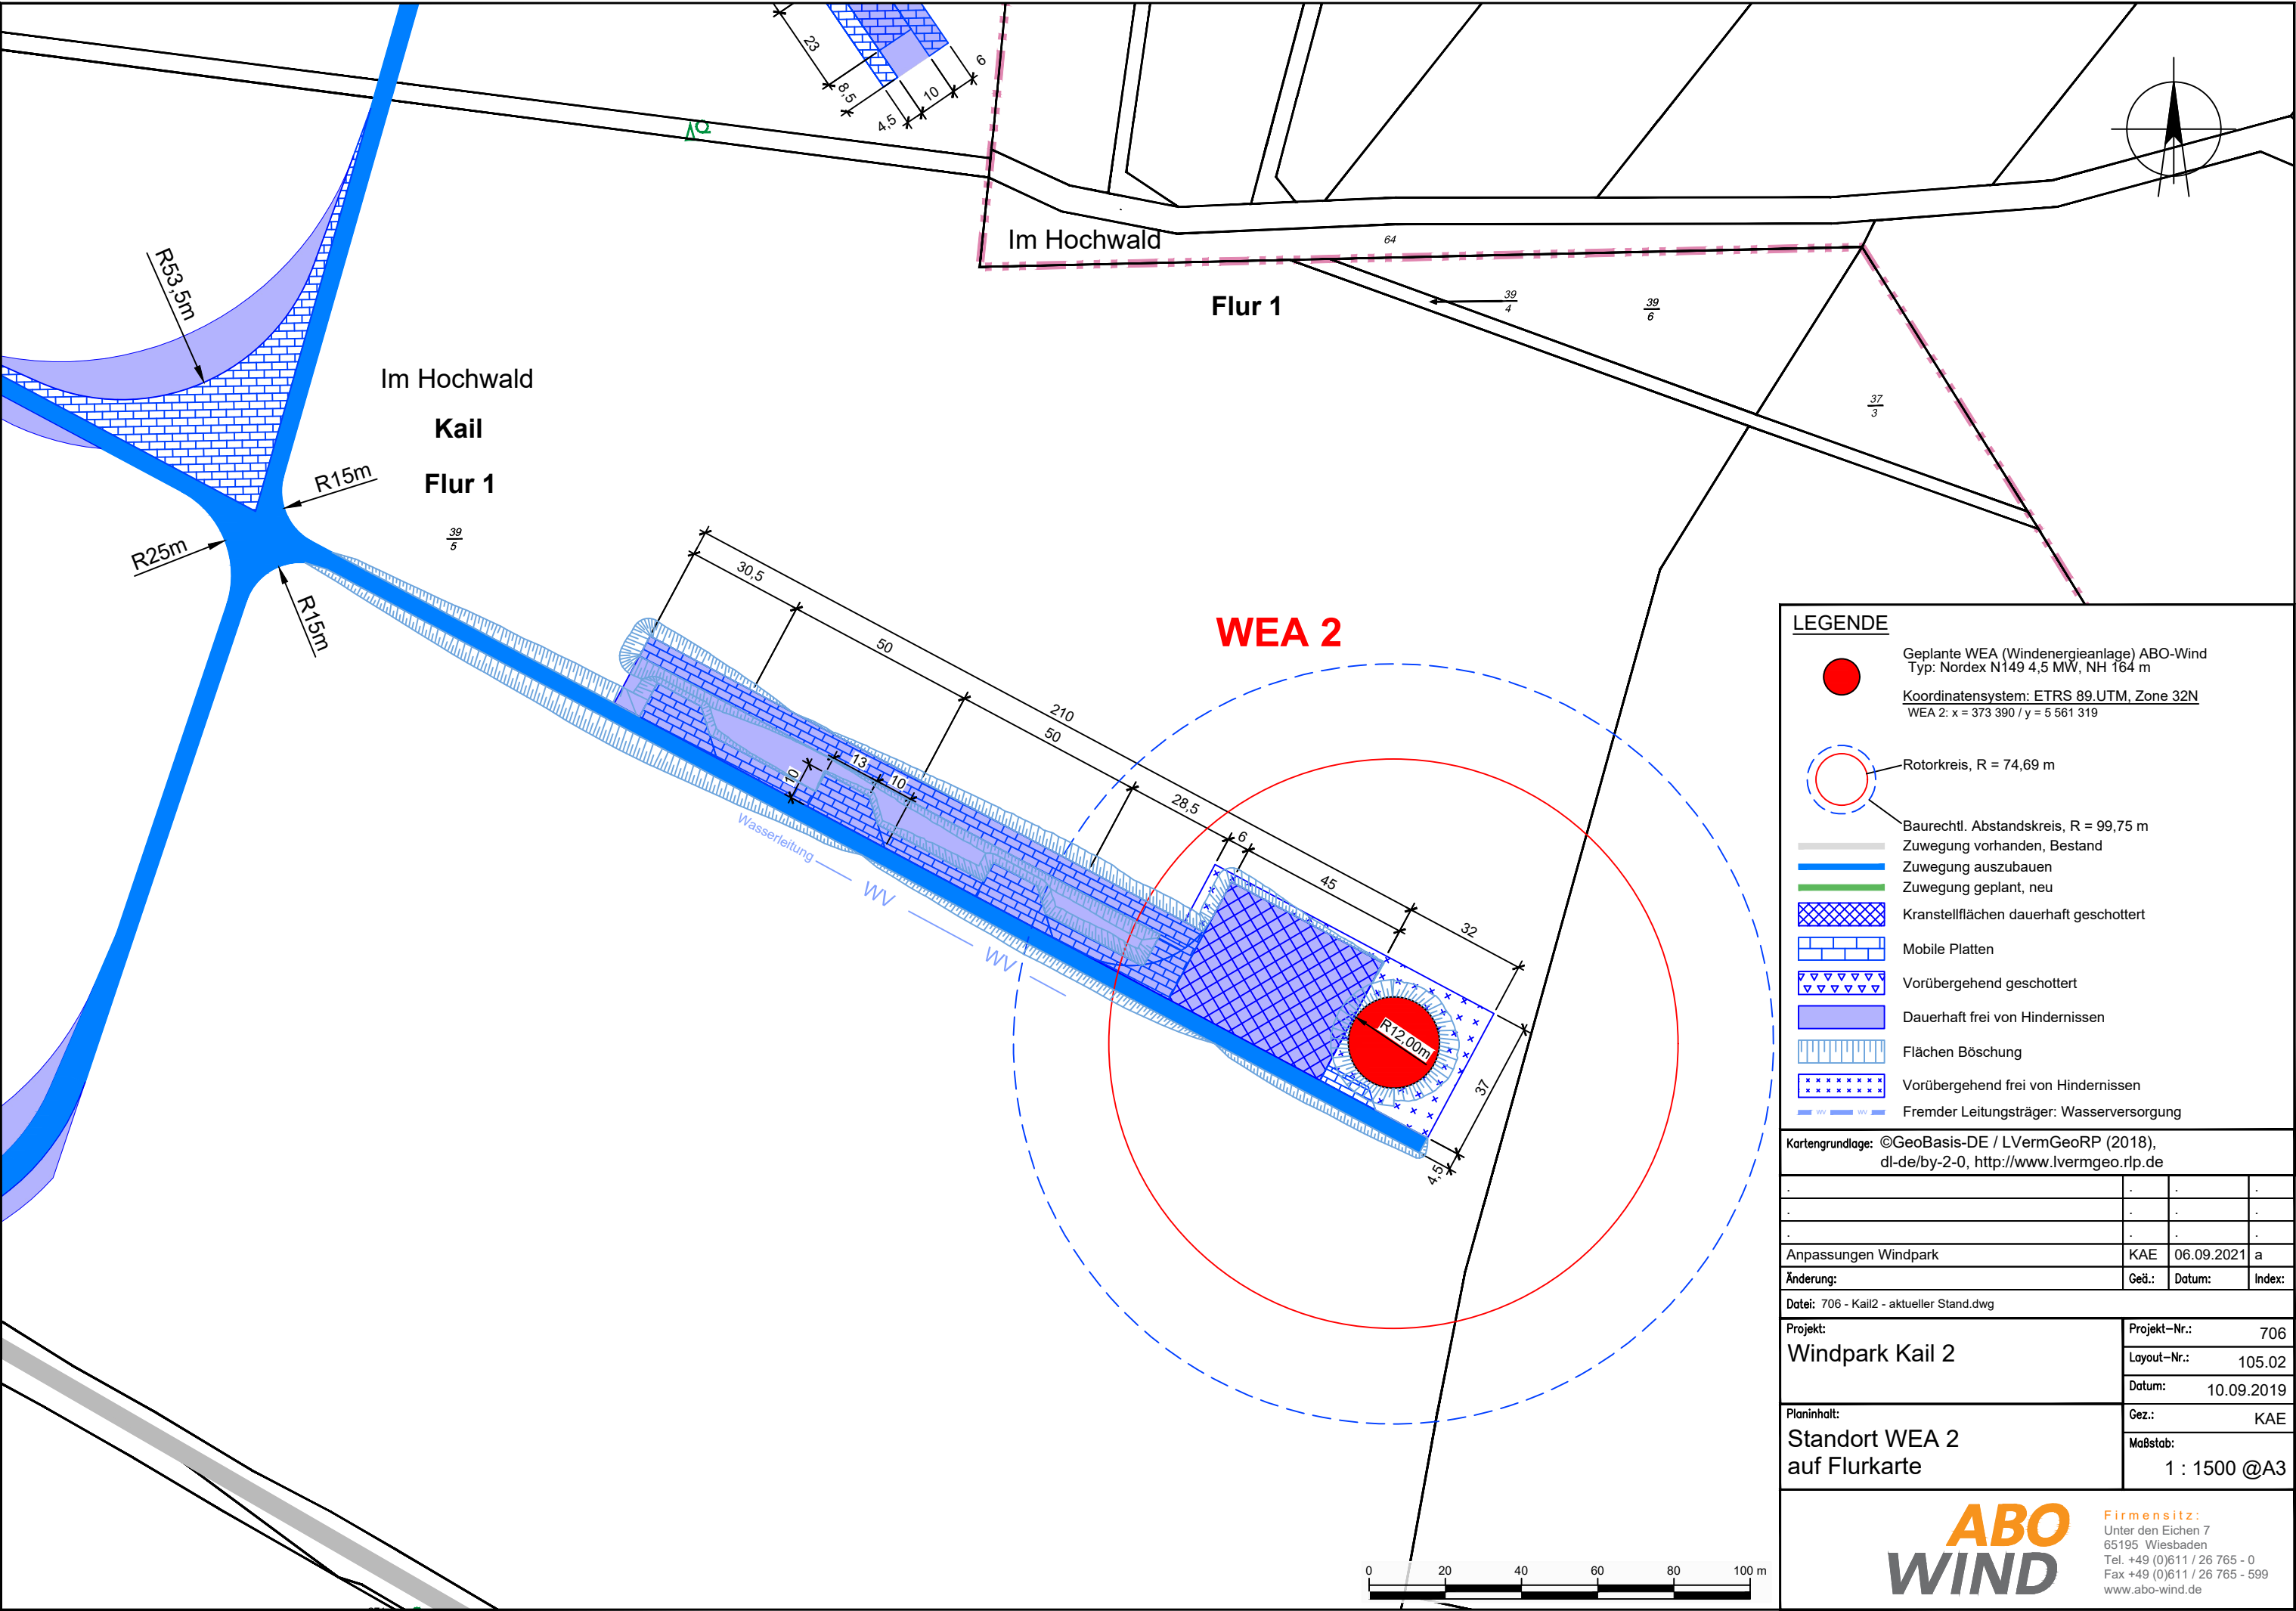 23
8,5
4,5
10
6
Im Hochwald
64
Flur 1
39
4
39
6
37
3
R53,5m
Im Hochwald
Kail
Flur 1
39
5
R15m
R25m
R15m
30,5
50
210
50
28,5
6
45
32
13
10
10
37
4,5
R12,00m
WEA 2
Wasserleitung
WV
WV
LEGENDE
Geplante WEA (Windenergieanlage) ABO-Wind
Typ: Nordex N149 4,5 MW, NH 164 m
Koordinatensystem: ETRS 89.UTM, Zone 32N
WEA 2: x = 373 390 / y = 5 561 319
Rotorkreis, R = 74,69 m
Baurechtl. Abstandskreis, R = 99,75 m
Zuwegung vorhanden, Bestand
Zuwegung auszubauen
Zuwegung geplant, neu
Kranstellflächen dauerhaft geschottert
Mobile Platten
Vorübergehend geschottert
Dauerhaft frei von Hindernissen
Flächen Böschung
Vorübergehend frei von Hindernissen
WV WV Fremder Leitungsträger: Wasserversorgung
Kartengrundlage: ©GeoBasis-DE / LVermGeoRP (2018),
dl-de/by-2-0, http://www.lvermgeo.rlp.de
. . . .
. . . .
. . . .
Anpassungen Windpark KAE 06.09.2021 a
Änderung: Geä.: Datum: Index:
Datei: 706 - Kail2 - aktueller Stand.dwg
Projekt:
Windpark Kail 2
Projekt-Nr.: 706
Layout-Nr.: 105.02
Datum: 10.09.2019
Planinhalt:
Standort WEA 2
auf Flurkarte
Gez.: KAE
Maßstab:
1 : 1500 @A3
ABO
WIND
Firmensitz:
Unter den Eichen 7
65195 Wiesbaden
Tel. +49 (0)611 / 26 765 - 0
Fax +49 (0)611 / 26 765 - 599
www.abo-wind.de
0 20 40 60 80 100 m